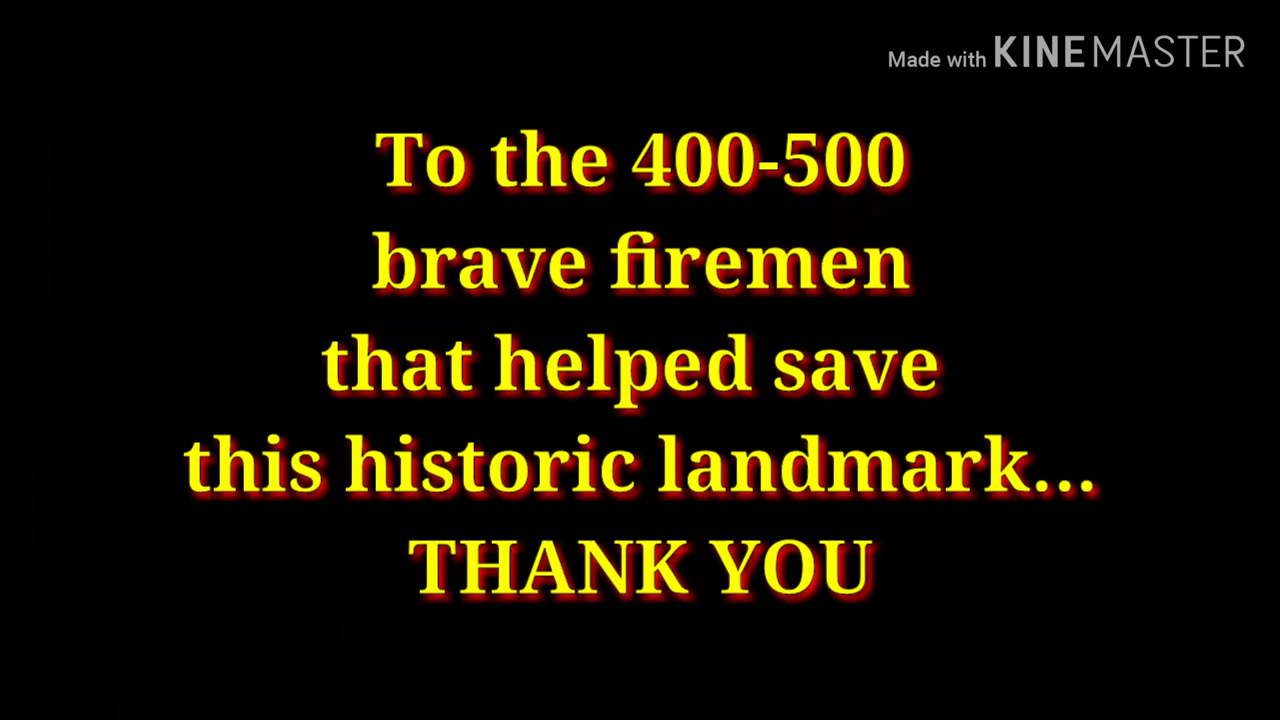 Made with KINEMASTER
To the 400-500
brave firemen
that helped save
this historic landmark...
THANK YOU